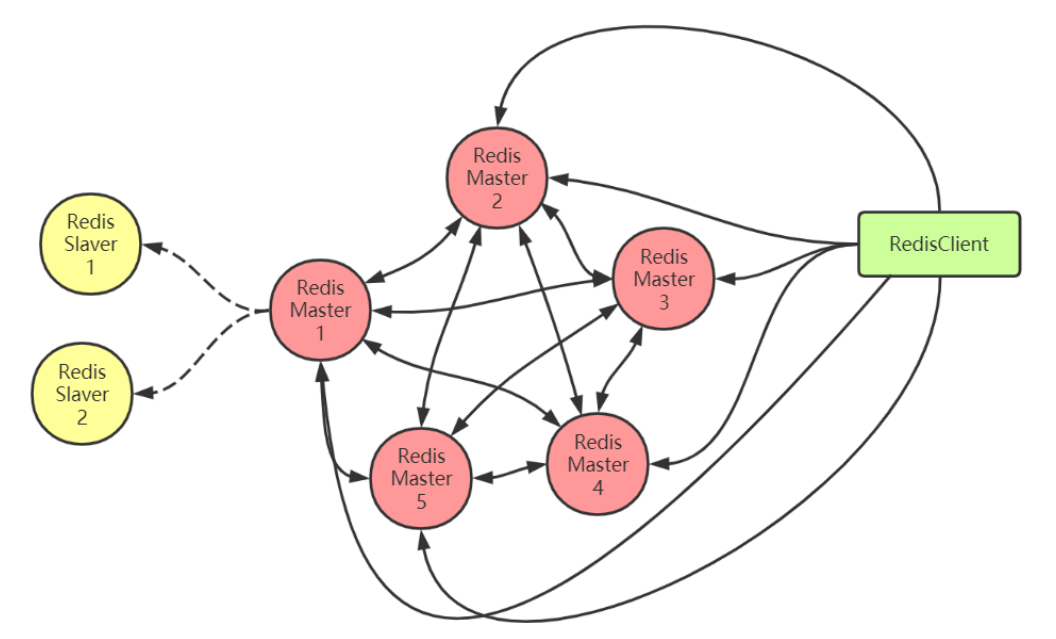 Redis
Master
2
Redis
Slaver
1
RedisClient
Redis
Master
3
Redis
Master
1
Redis
Slaver
2
Redis
Master
4
Redis
Master
5